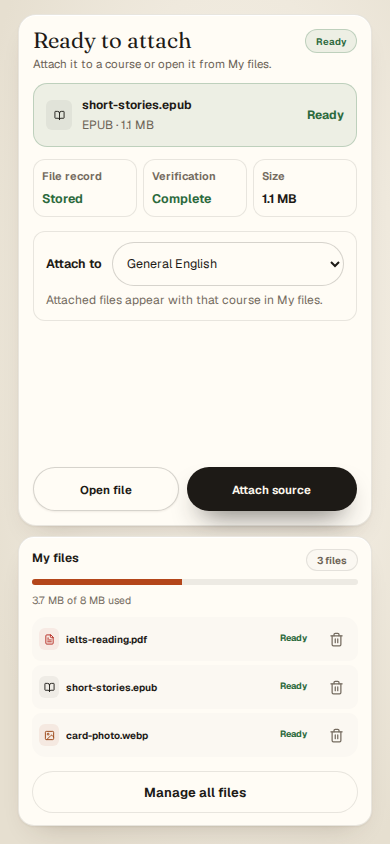 Ready to attach
Ready
Attach it to a course or open it from My files.
short-stories.epub
EPUB · 1.1 MB
Ready
File record
Stored
Verification
Complete
Size
1.1 MB
Attach to
General English
Attached files appear with that course in My files.
Open file
Attach source
My files
3 files
3.7 MB of 8 MB used
ielts-reading.pdf
Ready
short-stories.epub
Ready
card-photo.webp
Ready
Manage all files